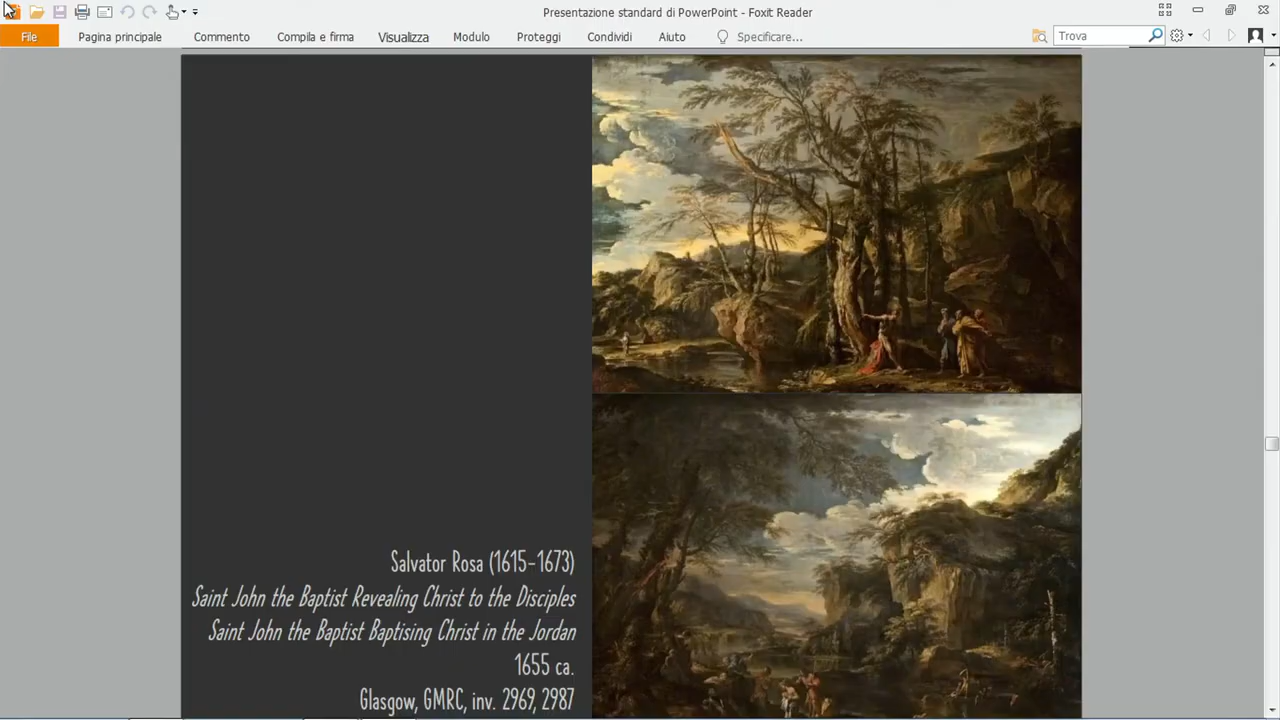 Presentazione standard di PowerPoint - Foxit Reader
File Pagina principale Commento Compila e firma Visualizza Modulo Proteggi Condividi Aiuto Specificare... Trova
Salvator Rosa (1615-1673)
Saint John the Baptist Revealing Christ to the Disciples
Saint John the Baptist Baptising Christ in the Jordan
1655 ca.
Glasgow, GMRC, inv. 2969, 2987